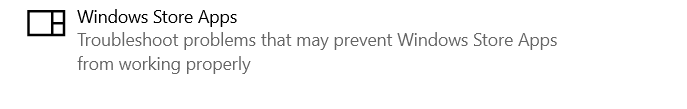 Windows Store Apps
Troubleshoot problems that may prevent Windows Store Apps
from working properly